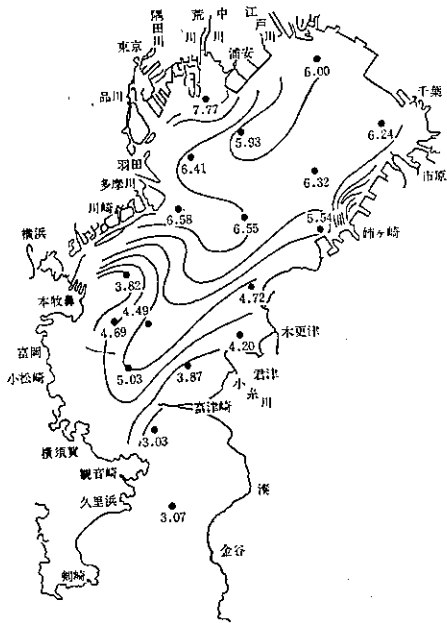 隅田川
荒川
中川
江戸川
東京
浦安
品川
羽田
多摩川
川崎
横浜
本牧鼻
富岡
小松崎
横須賀
観音崎
久里浜
剣崎
千葉
市原
姉ヶ崎
木更津
君津
小糸川
富津崎
湊
金谷
6.00
7.77
5.93
6.24
6.41
6.32
6.58
6.55
5.54
3.82
4.72
4.49
4.69
4.20
5.03
3.87
3.03
3.07